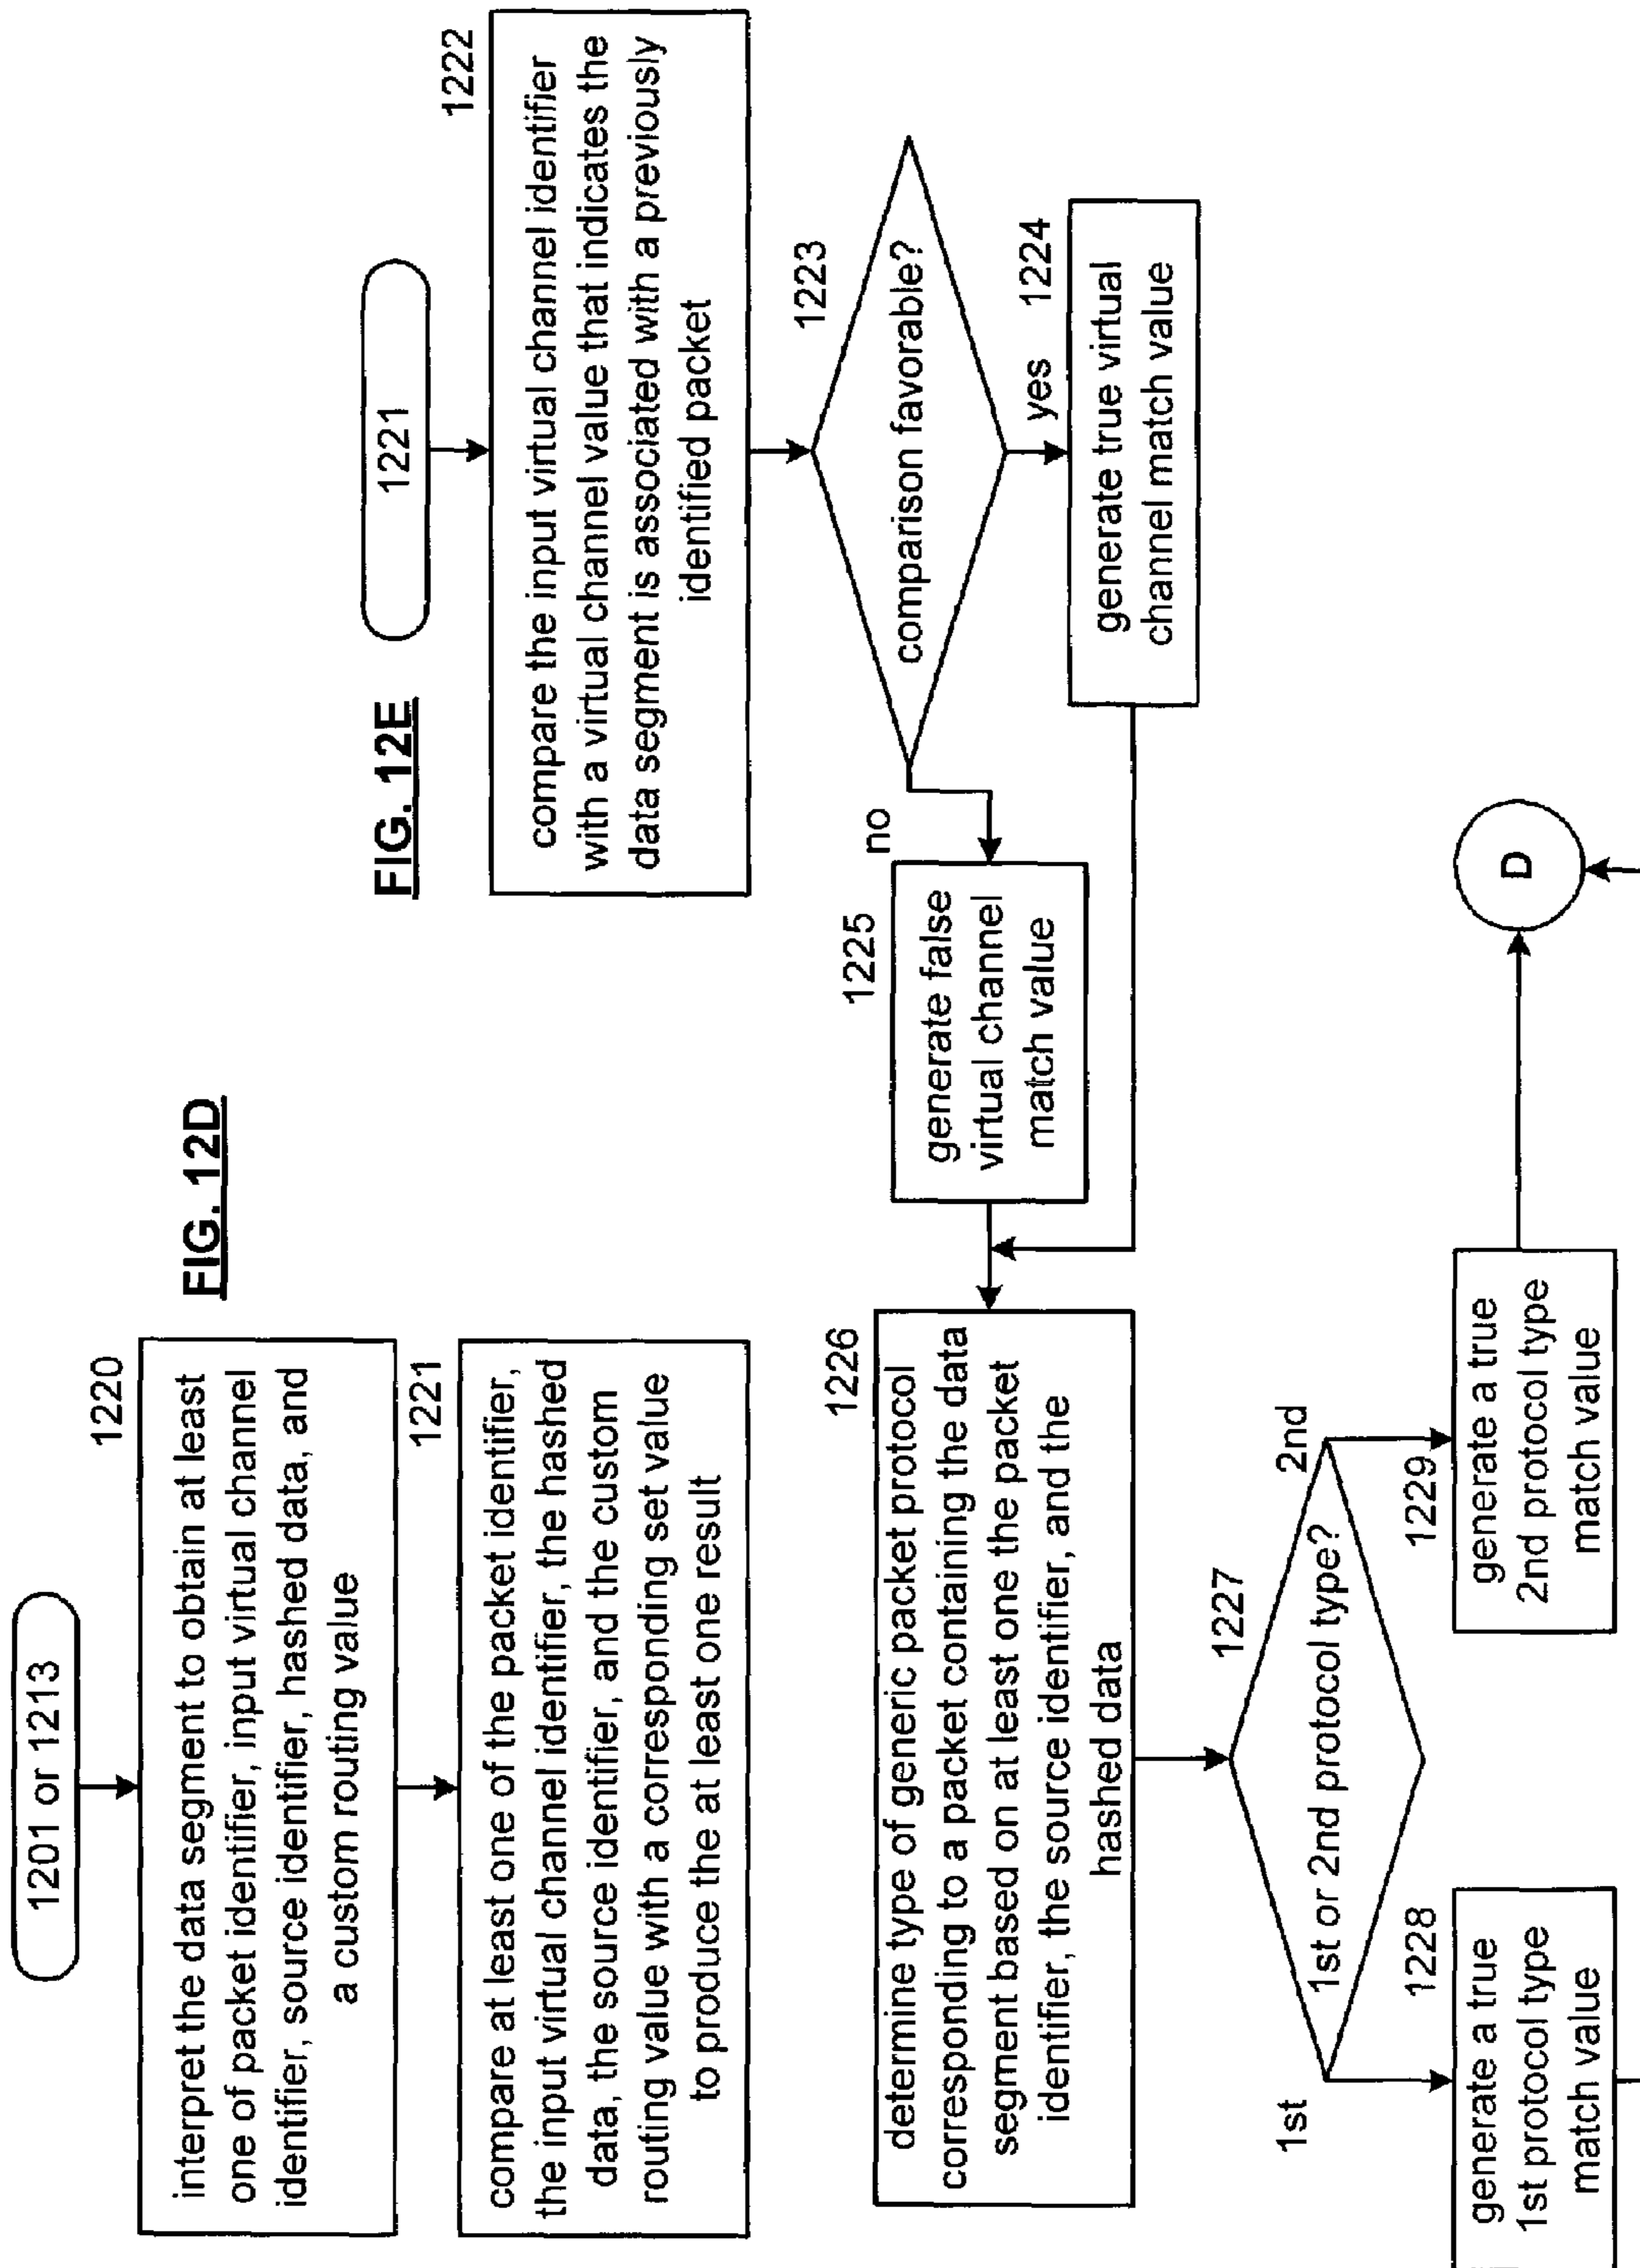 FIG. 12D
1201 or 1213
1220
interpret the data segment to obtain at least
one of packet identifier, input virtual channel
identifier, source identifier, hashed data, and
a custom routing value
1221
compare at least one of the packet identifier,
the input virtual channel identifier, the hashed
data, the source identifier, and the custom
routing value with a corresponding set value
to produce the at least one result
FIG. 12E
1221
1222
compare the input virtual channel identifier
with a virtual channel value that indicates the
data segment is associated with a previously
identified packet
1223
comparison favorable?
yes
1224
generate true virtual
channel match value
no
1225
generate false
virtual channel
match value
1226
determine type of generic packet protocol
corresponding to a packet containing the data
segment based on at least one the packet
identifier, the source identifier, and the
hashed data
1227
1st or 2nd protocol type?
1st
1228
generate a true
1st protocol type
match value
2nd
1229
generate a true
2nd protocol type
match value
D